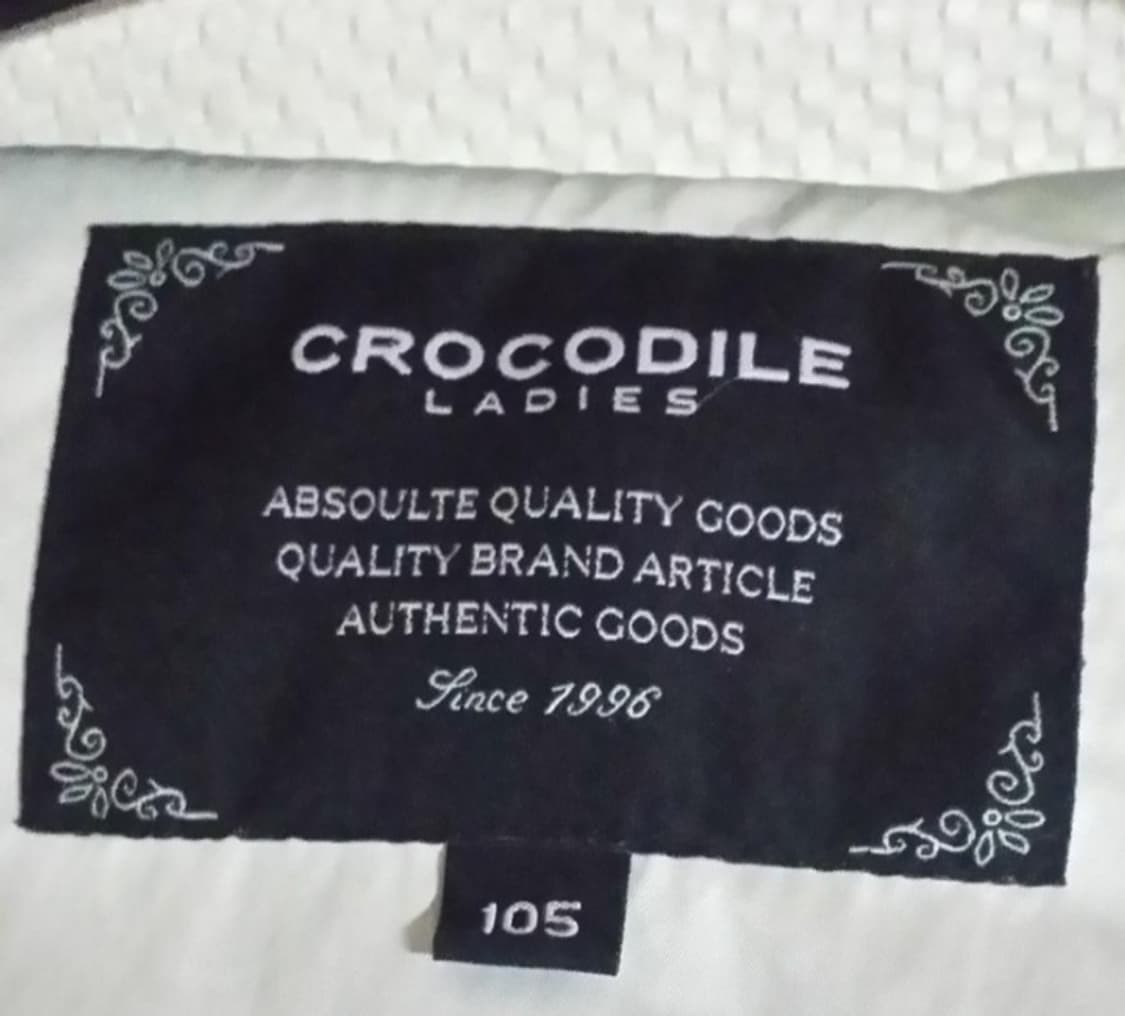 CROCODILE
LADIES
ABSOULTE QUALITY GOODS
QUALITY BRAND ARTICLE
AUTHENTIC GOODS
Since 1996
105